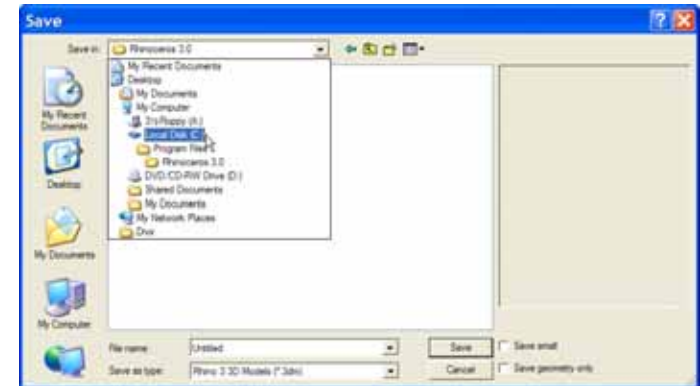 Save
Save in:
Rhinoceros 3.0
My Recent Documents
Desktop
My Documents
My Computer
3½ Floppy (A:)
Local Disk (C:)
Program Files
Rhinoceros 3.0
DVD/CD-RW Drive (D:)
Shared Documents
My Documents
My Network Places
Divx
My Recent
Documents
Desktop
My Documents
My Computer
File name:
Untitled
Save
Save small
Save as type:
Rhino 3 3D Models (*.3dm)
Cancel
Save geometry only